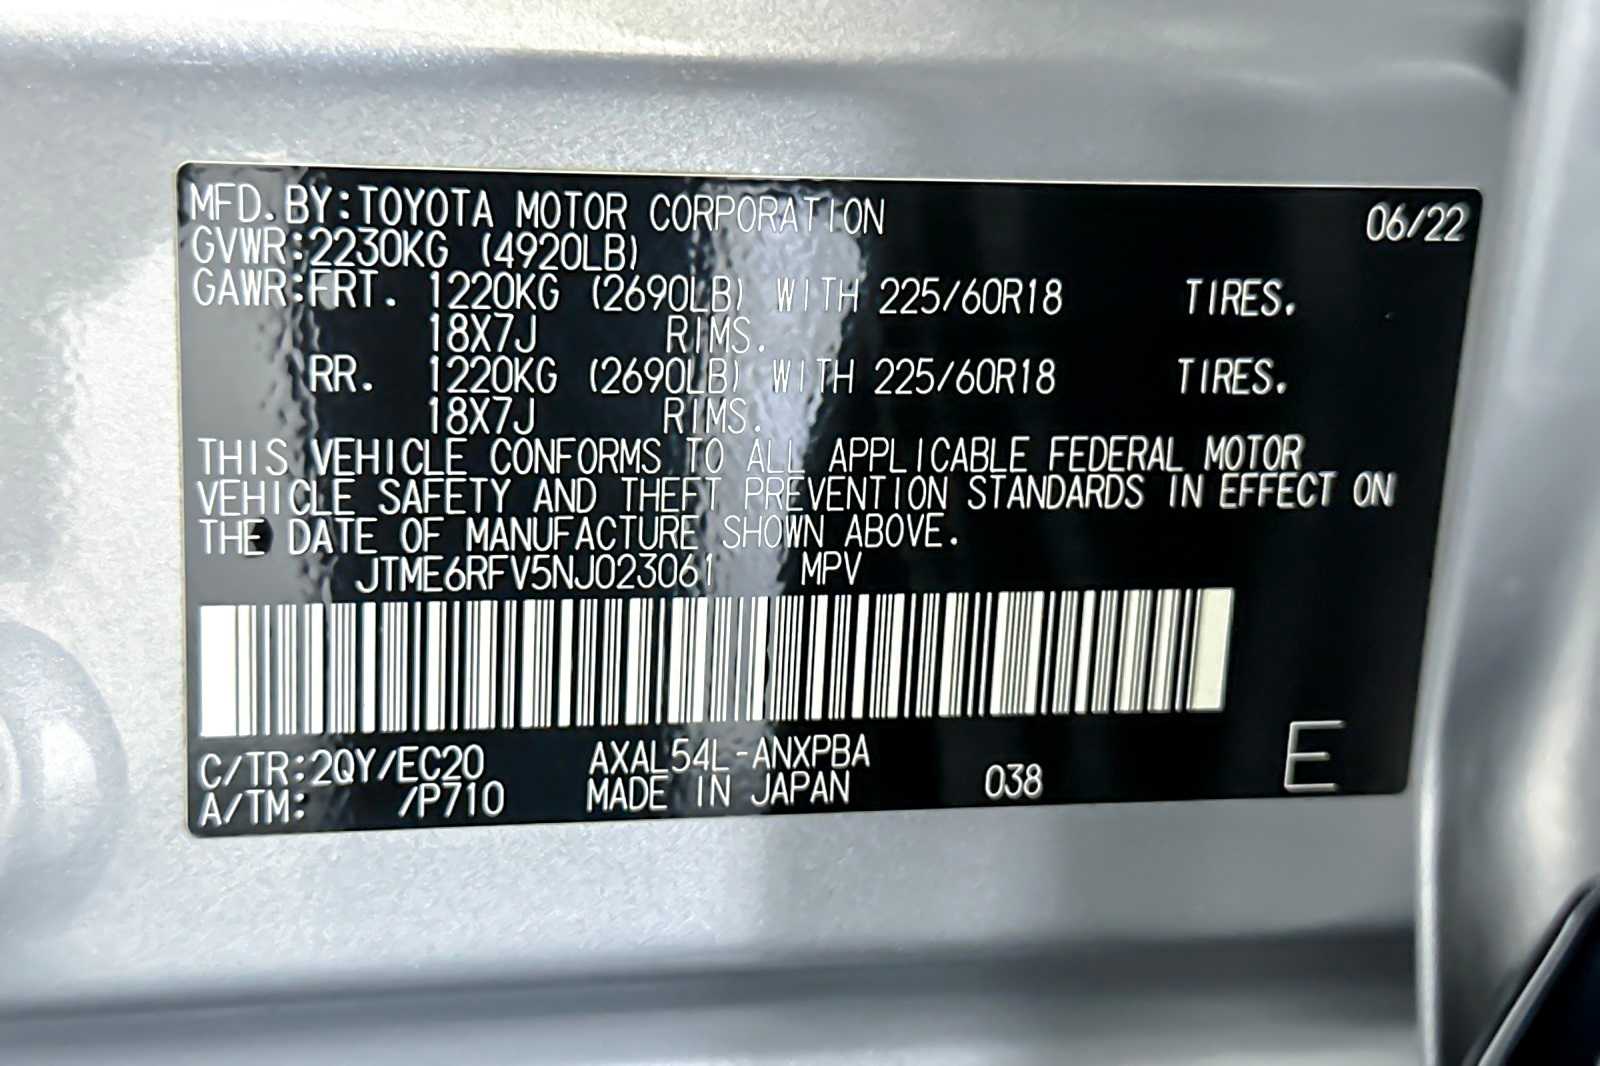 MFD.BY:TOYOTA MOTOR CORPORATION 06/22
GVWR:2230KG (4920LB)
GAWR:FRT. 1220KG (2690LB) WITH 225/60R18 TIRES.
18X7J RIMS.
RR. 1220KG (2690LB) WITH 225/60R18 TIRES.
18X7J RIMS.
THIS VEHICLE CONFORMS TO ALL APPLICABLE FEDERAL MOTOR
VEHICLE SAFETY AND THEFT PREVENTION STANDARDS IN EFFECT ON
THE DATE OF MANUFACTURE SHOWN ABOVE.
JTME6RFV5NJ023061 MPV
C/TR:2QY/EC20 AXAL54L-ANXPBA
A/TM: /P710 MADE IN JAPAN 038 E